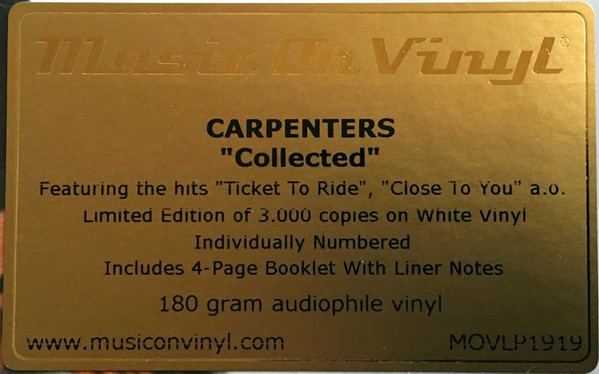 Music On Vinyl®
CARPENTERS
"Collected"
Featuring the hits "Ticket To Ride", "Close To You" a.o.
Limited Edition of 3.000 copies on White Vinyl
Individually Numbered
Includes 4-Page Booklet With Liner Notes
180 gram audiophile vinyl
www.musiconvinyl.com MOVLP1919